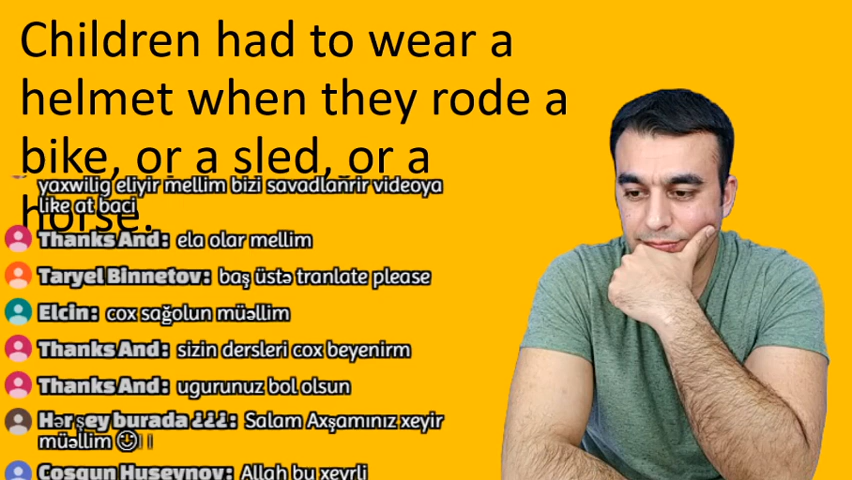 Children had to wear a
helmet when they rode a
bike, or a sled, or a
horse.
yaxwilig eliyir mellim bizi savadlanrir videoya
like at baci
Thanks And: ela olar mellim
Taryel Binnetov: baş üstə tranlate please
Elcin: cox sağolun müəllim
Thanks And: sizin dersleri cox beyenirm
Thanks And: ugurunuz bol olsun
Hər şey burada ¿¿¿: Salam Axşamınız xeyir
müəllim
Coşqun Huseynov: Allah bu xeyrli